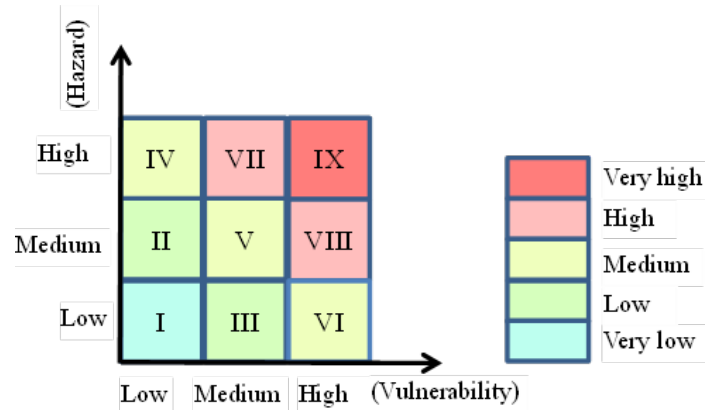 (Hazard)
High
IV VII IX
Medium
II V VIII
Low
I III VI
Low Medium High (Vulnerability)
Very high
High
Medium
Low
Very low